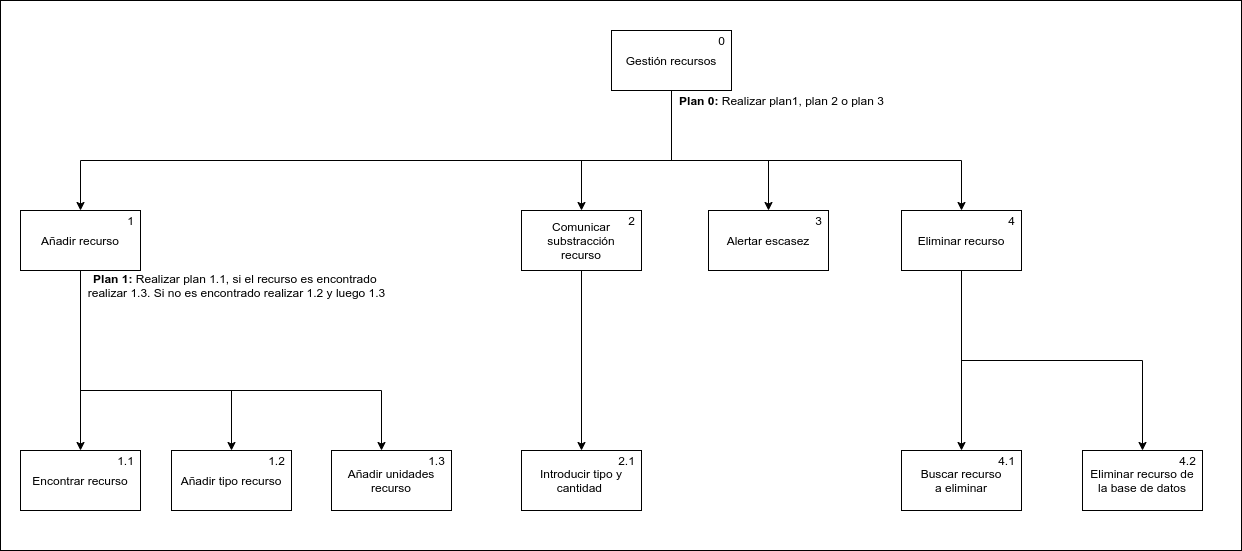 0
Gestión recursos
Plan 0: Realizar plan1, plan 2 o plan 3
1
Añadir recurso
2
Comunicar
substracción
recurso
3
Alertar escasez
4
Eliminar recurso
Plan 1: Realizar plan 1.1, si el recurso es encontrado
realizar 1.3. Si no es encontrado realizar 1.2 y luego 1.3
1.1
Encontrar recurso
1.2
Añadir tipo recurso
1.3
Añadir unidades
recurso
2.1
Introducir tipo y
cantidad
4.1
Buscar recurso
a eliminar
4.2
Eliminar recurso de
la base de datos